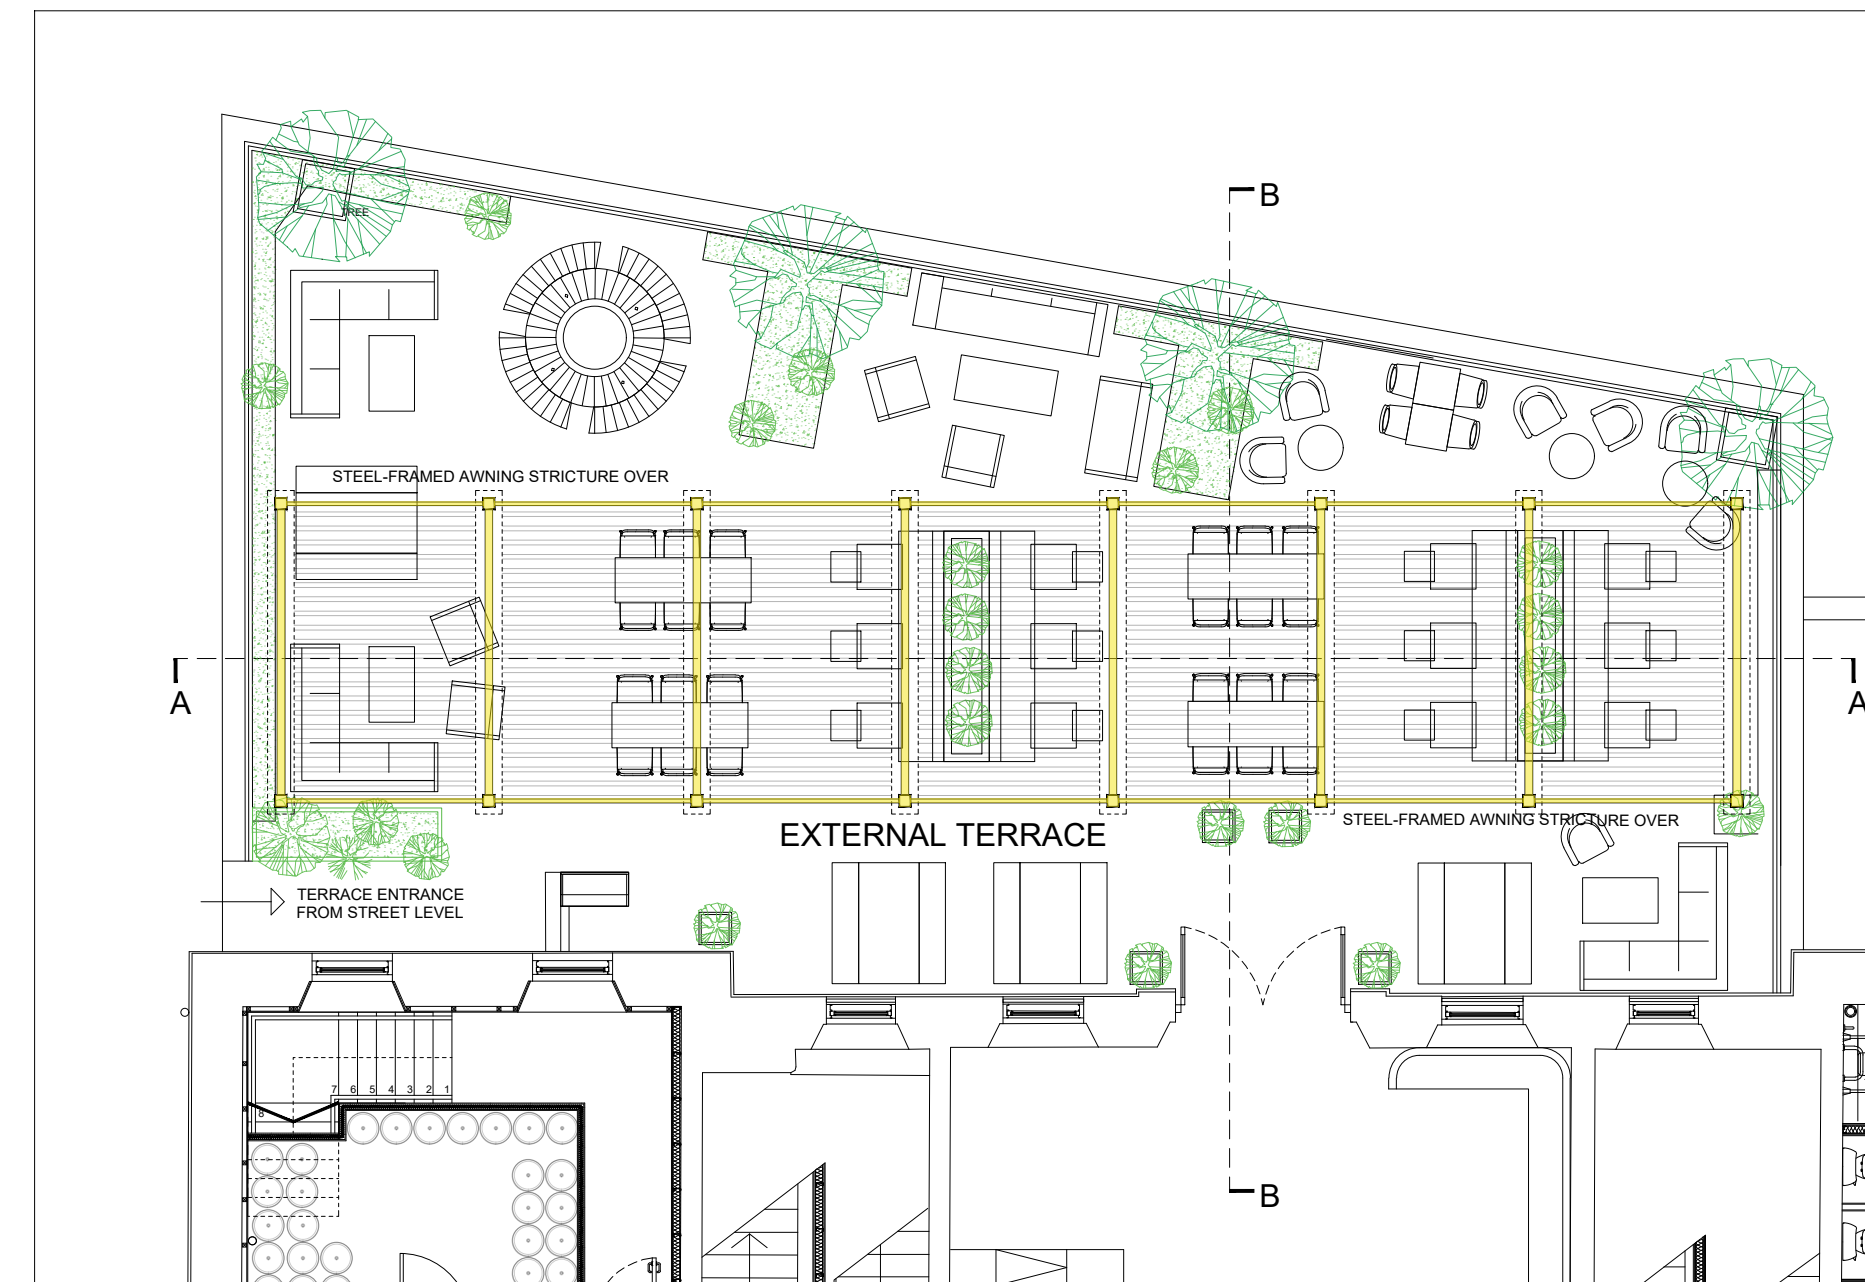 B
TREE
STEEL-FRAMED AWNING STRICTURE OVER
A
A
STEEL-FRAMED AWNING STRICTURE OVER
EXTERNAL TERRACE
TERRACE ENTRANCE
FROM STREET LEVEL
7 6 5 4 3 2 1
8
B